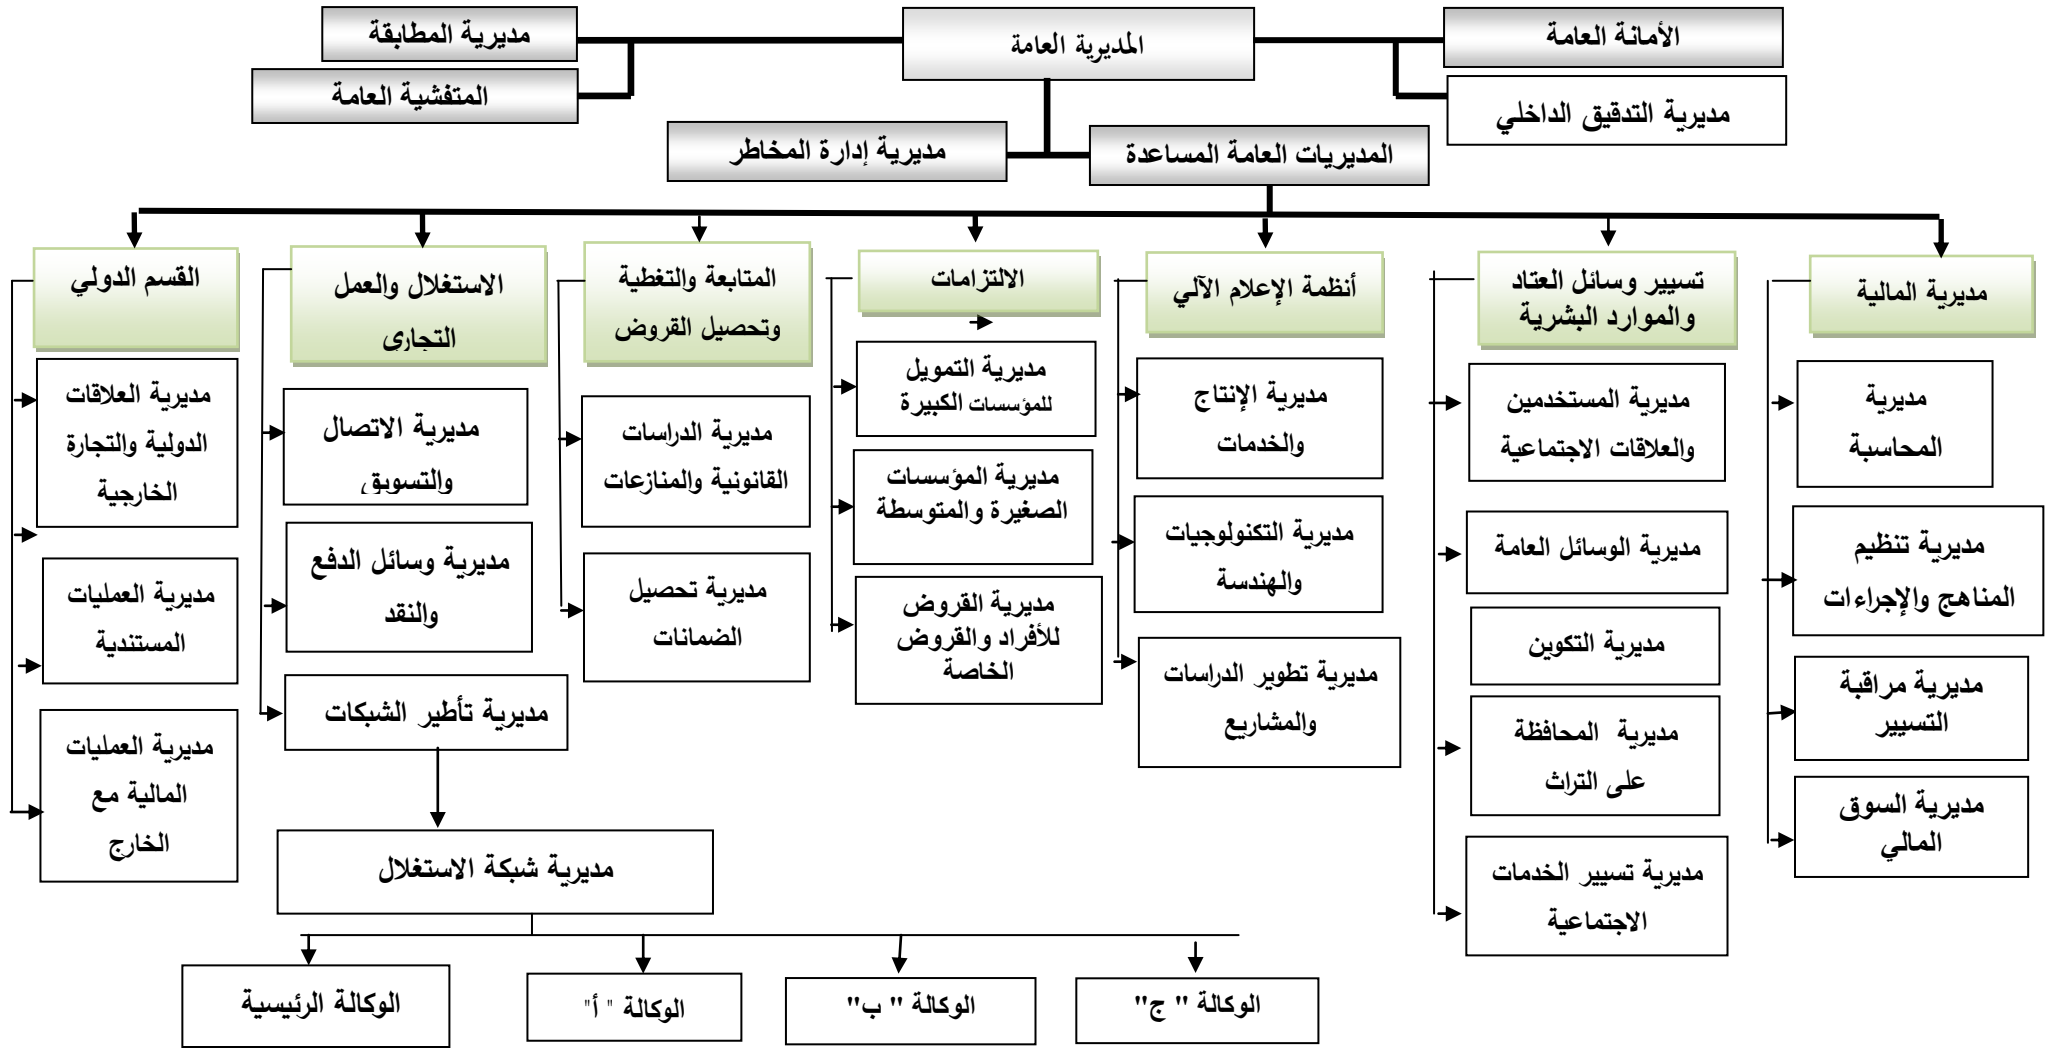 الأمانة العامة
المديرية العامة
مديرية المطابقة
مديرية التدقيق الداخلي
المتفشية العامة
المديريات العامة المساعدة
مديرية إدارة المخاطر
مديرية المالية
تسيير وسائل العتاد
والموارد البشرية
أنظمة الإعلام الآلي
الالتزامات
المتابعة والتغطية
وتحصيل القروض
الاستغلال والعمل
التجاري
القسم الدولي
مديرية
المحاسبة
مديرية تنظيم
المناهج والإجراءات
مديرية مراقبة
التسيير
مديرية السوق
المالي
مديرية المستخدمين
والعلاقات الاجتماعية
مديرية الوسائل العامة
مديرية التكوين
مديرية المحافظة
على التراث
مديرية تسيير الخدمات
الاجتماعية
مديرية الإنتاج
والخدمات
مديرية التكنولوجيات
والهندسة
مديرية تطوير الدراسات
والمشاريع
مديرية التمويل
للمؤسسات الكبيرة
مديرية المؤسسات
الصغيرة والمتوسطة
مديرية القروض
للأفراد والقروض
الخاصة
مديرية الدراسات
القانونية والمنازعات
مديرية تحصيل
الضمانات
مديرية الاتصال
والتسويق
مديرية وسائل الدفع
والنقد
مديرية تأطير الشبكات
مديرية العلاقات
الدولية والتجارة
الخارجية
مديرية العمليات
المستندية
مديرية العمليات
المالية مع
الخارج
مديرية شبكة الاستغلال
الوكالة " ج"
الوكالة " ب"
الوكالة " أ"
الوكالة الرئيسية